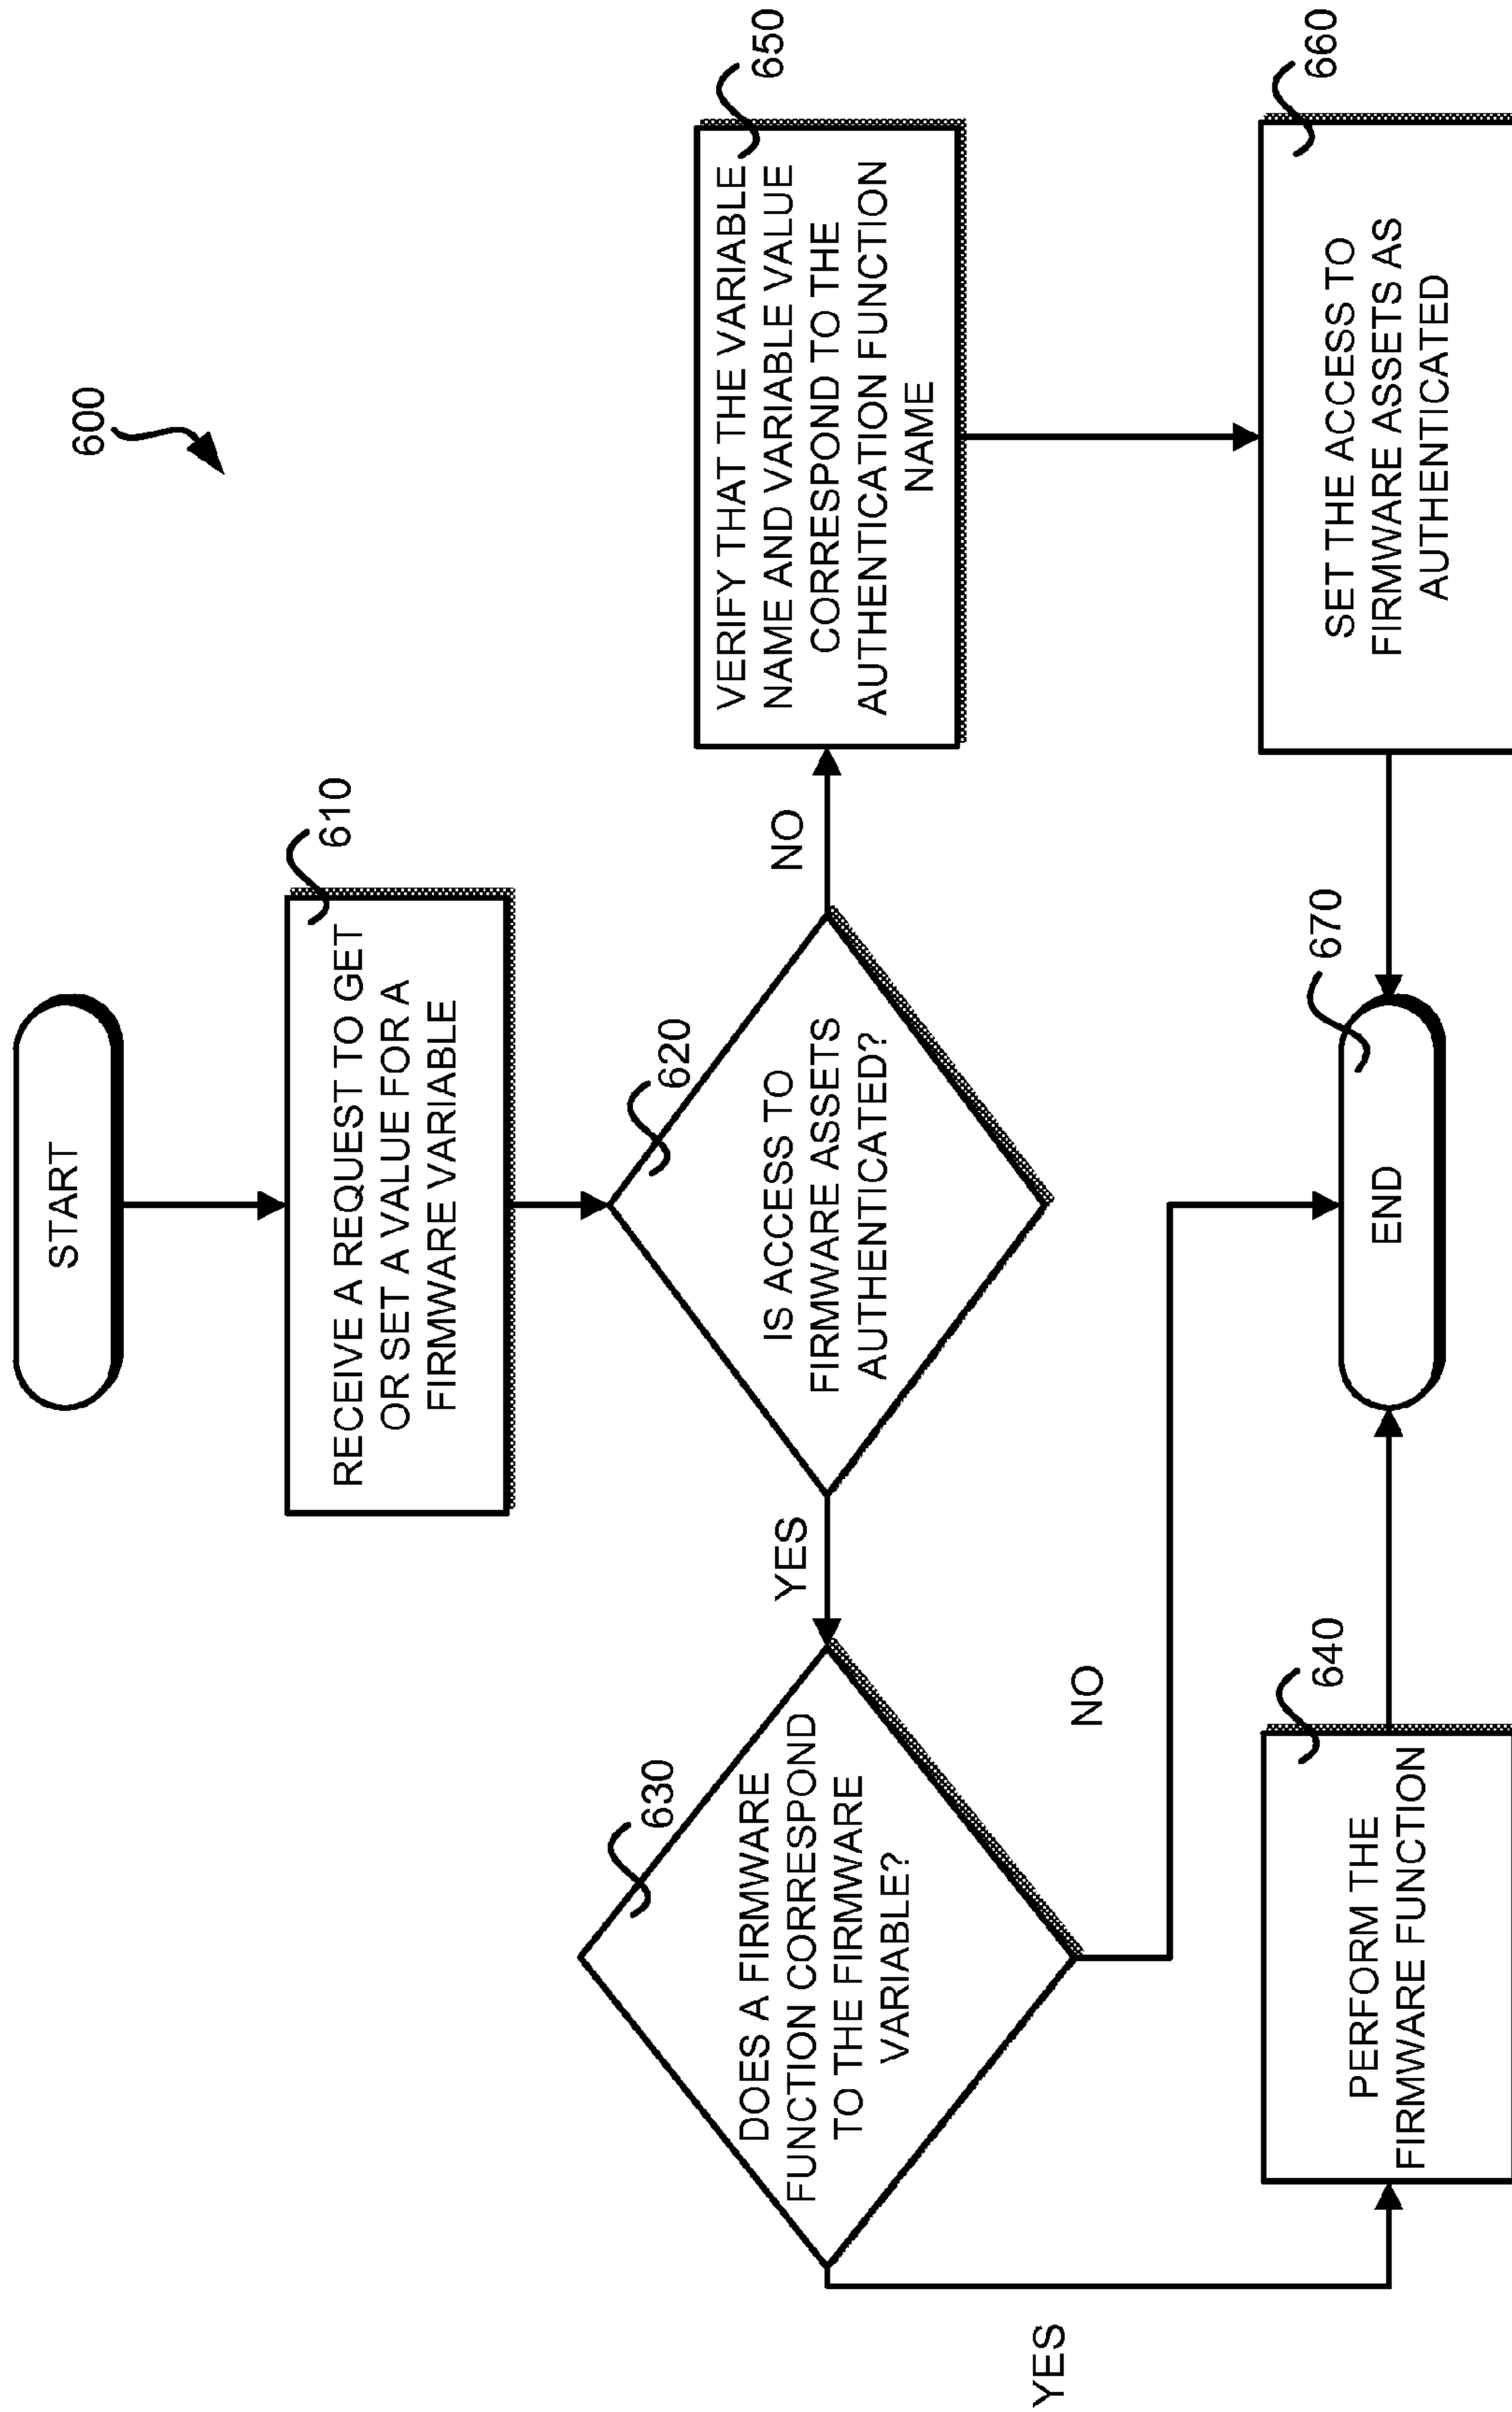 600
START
610
RECEIVE A REQUEST TO GET
OR SET A VALUE FOR A
FIRMWARE VARIABLE
620
IS ACCESS TO
FIRMWARE ASSETS
AUTHENTICATED?
YES
NO
630
DOES A FIRMWARE
FUNCTION CORRESPOND
TO THE FIRMWARE
VARIABLE?
650
VERIFY THAT THE VARIABLE
NAME AND VARIABLE VALUE
CORRESPOND TO THE
AUTHENTICATION FUNCTION
NAME
YES
NO
640
PERFORM THE
FIRMWARE FUNCTION
670
END
660
SET THE ACCESS TO
FIRMWARE ASSETS AS
AUTHENTICATED